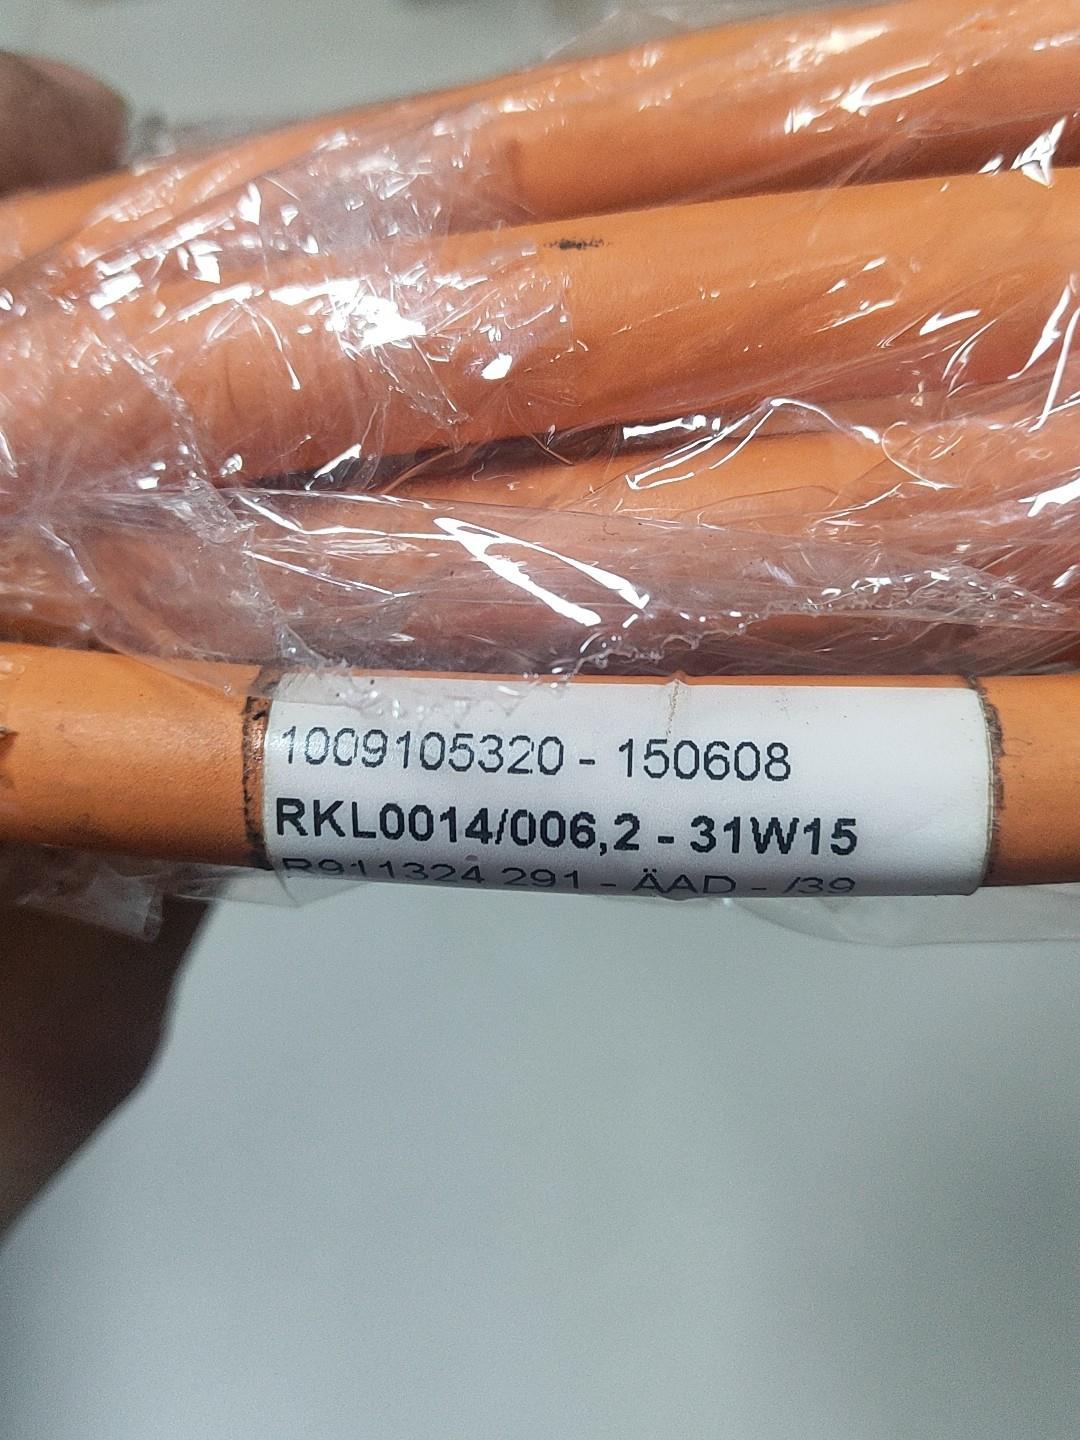 1009105320 - 150608
RKL0014/006,2 - 31W15
R911324 291 - ÄAD - /39